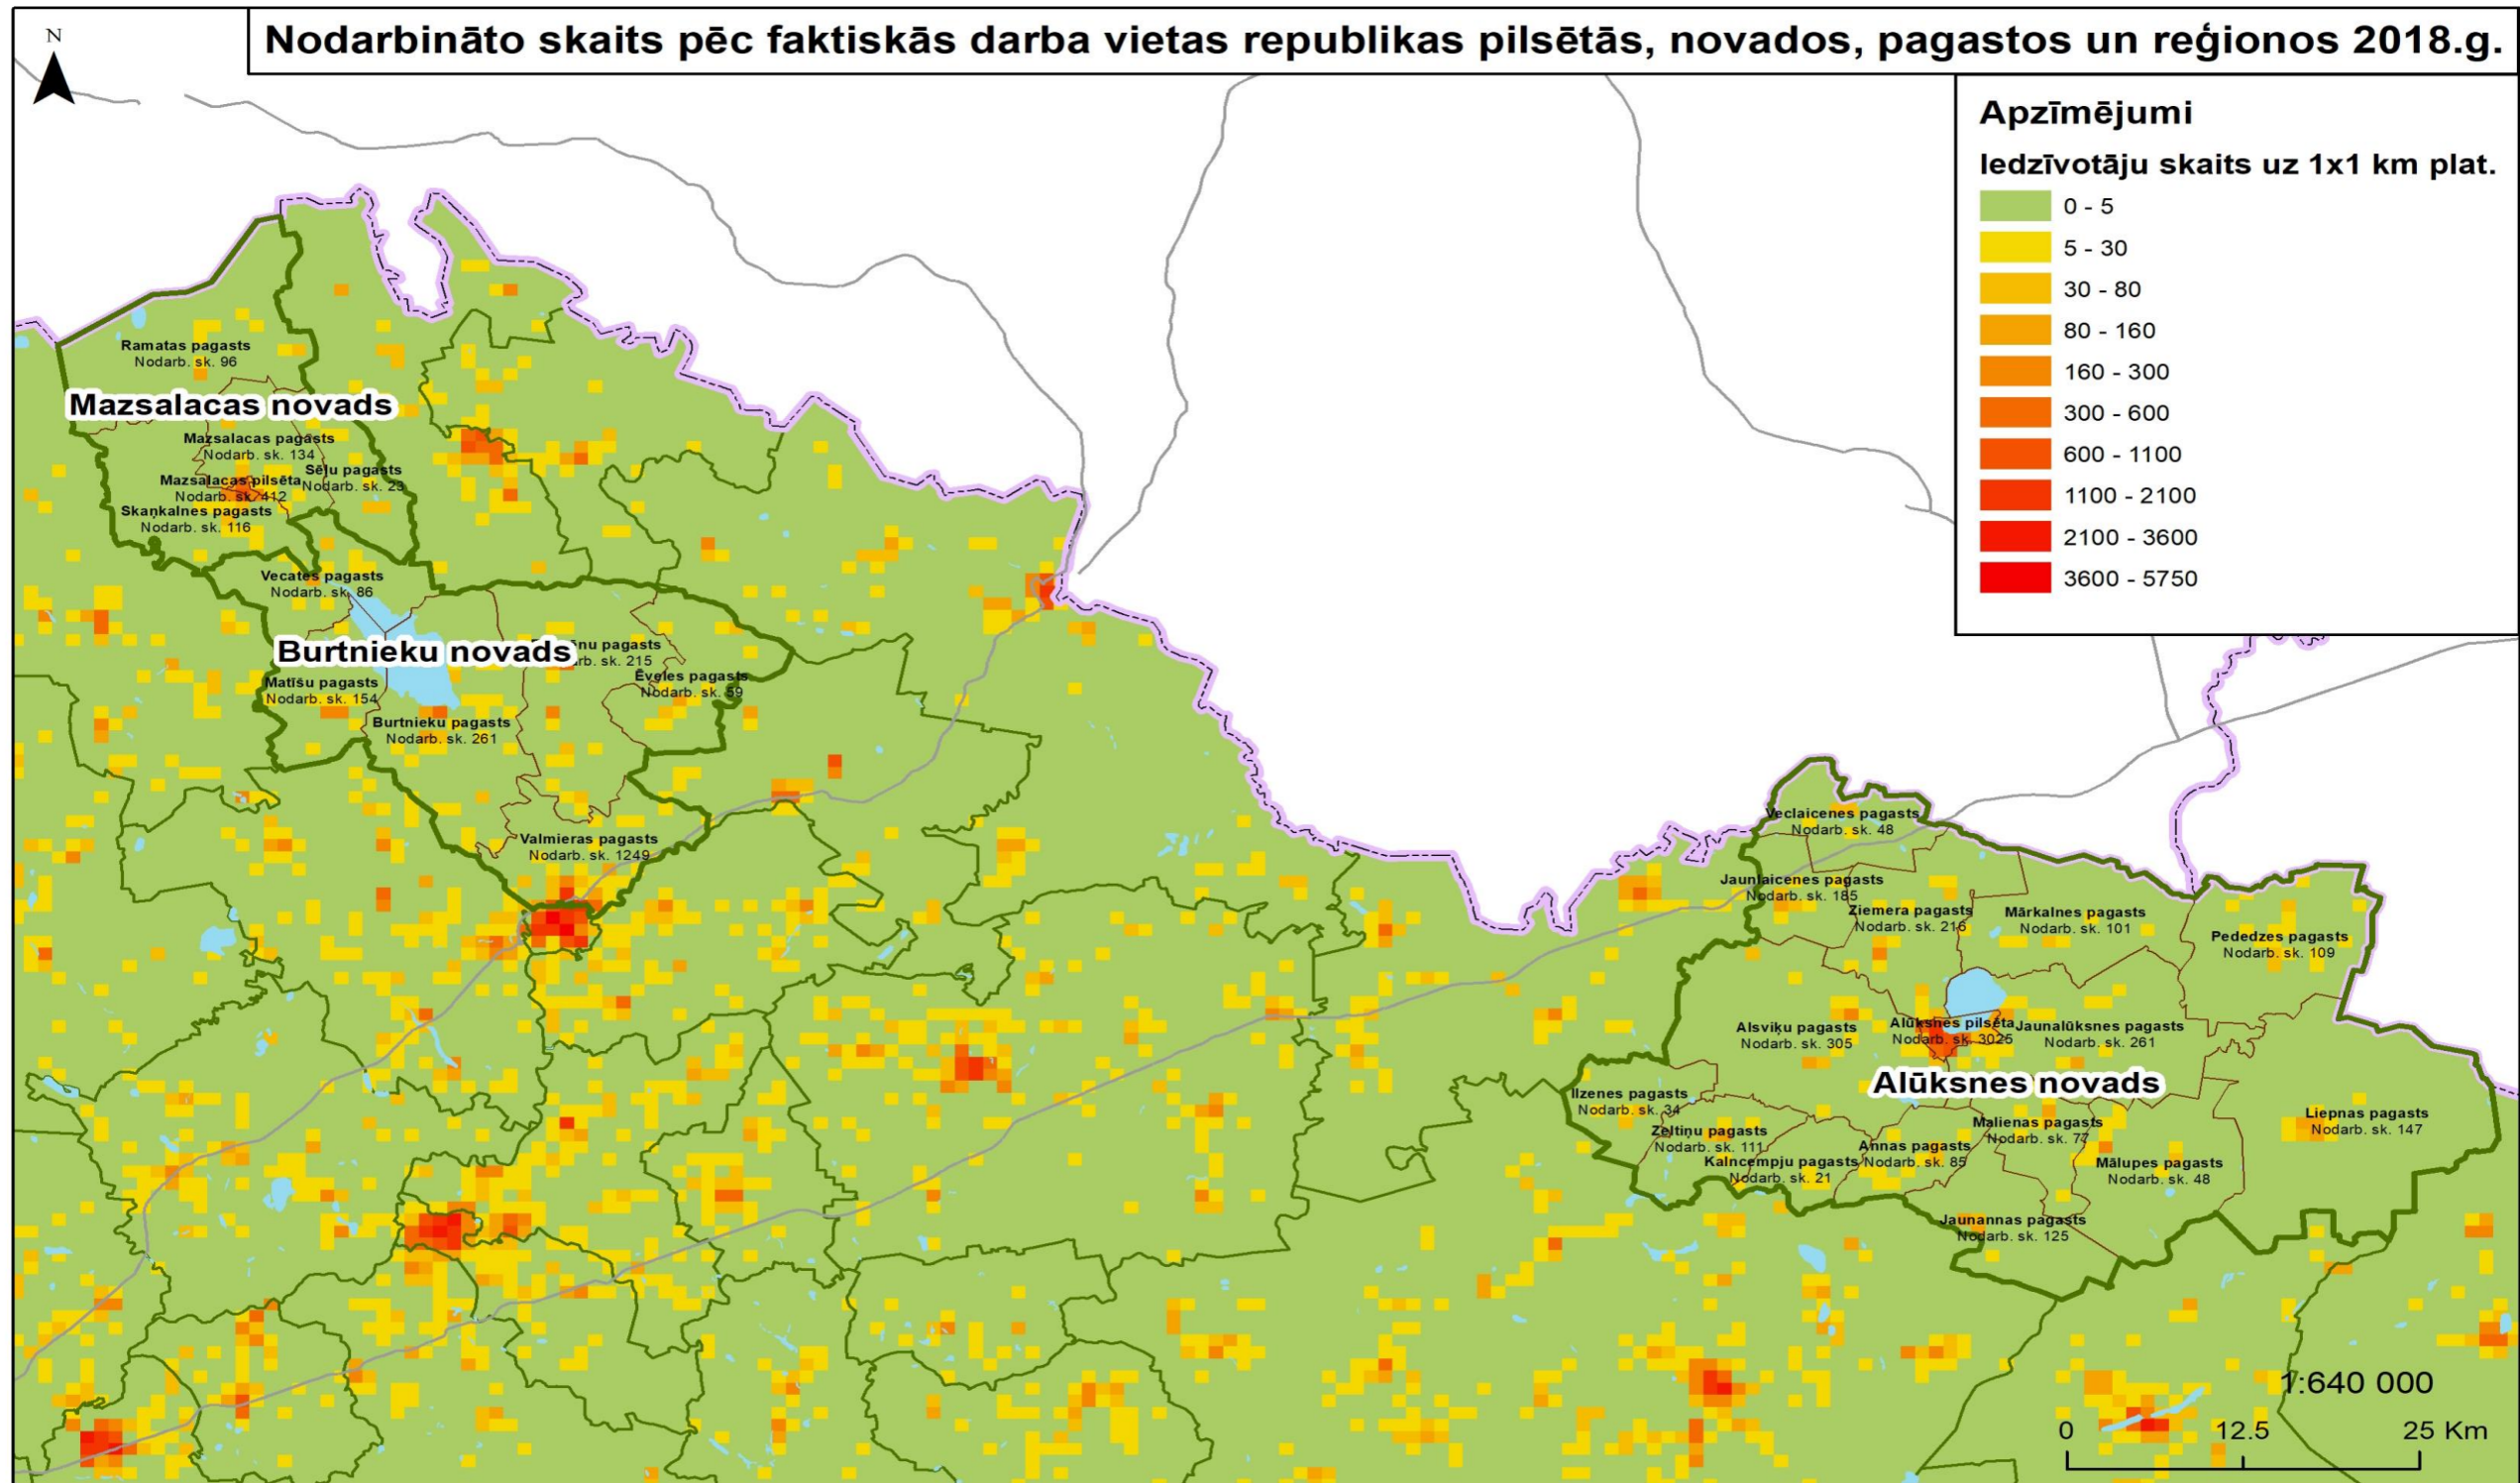 Nodarbināto skaits pēc faktiskās darba vietas republikas pilsētās, novados, pagastos un reģionos 2018.g.
N
Apzīmējumi
Iedzīvotāju skaits uz 1x1 km plat.
0 - 5
5 - 30
30 - 80
80 - 160
160 - 300
300 - 600
600 - 1100
1100 - 2100
2100 - 3600
3600 - 5750
Ramatas pagasts
Nodarb. sk. 96
Mazsalacas novads
Mazsalacas pagasts
Nodarb. sk. 134
Sēļu pagasts
Nodarb. sk. 23
Mazsalacas pilsēta
Nodarb. sk. 412
Skaņkalnes pagasts
Nodarb. sk. 116
Vecates pagasts
Nodarb. sk. 86
Burtnieku novads
pagasts
sk. 215
Ēveles pagasts
Nodarb. sk. 59
Matīšu pagasts
Nodarb. sk. 154
Burtnieku pagasts
Nodarb. sk. 261
Valmieras pagasts
Nodarb. sk. 1249
Veclaicenes pagasts
Nodarb. sk. 48
Jaunlaicenes pagasts
Nodarb. sk. 185
Ziemera pagasts
Nodarb. sk. 216
Mārkalnes pagasts
Nodarb. sk. 101
Pededzes pagasts
Nodarb. sk. 109
Alsviķu pagasts
Nodarb. sk. 305
Alūksnes pilsēta
Nodarb. sk. 3025
Jaunalūksnes pagasts
Nodarb. sk. 261
Alūksnes novads
Ilzenes pagasts
Nodarb. sk. 34
Zeltiņu pagasts
Nodarb. sk. 111
Kalncempju pagasts
Nodarb. sk. 21
Annas pagasts
Nodarb. sk. 85
Malienas pagasts
Nodarb. sk. 77
Mālupes pagasts
Nodarb. sk. 48
Liepnas pagasts
Nodarb. sk. 147
Jaunannas pagasts
Nodarb. sk. 125
1:640 000
0 12.5 25 Km